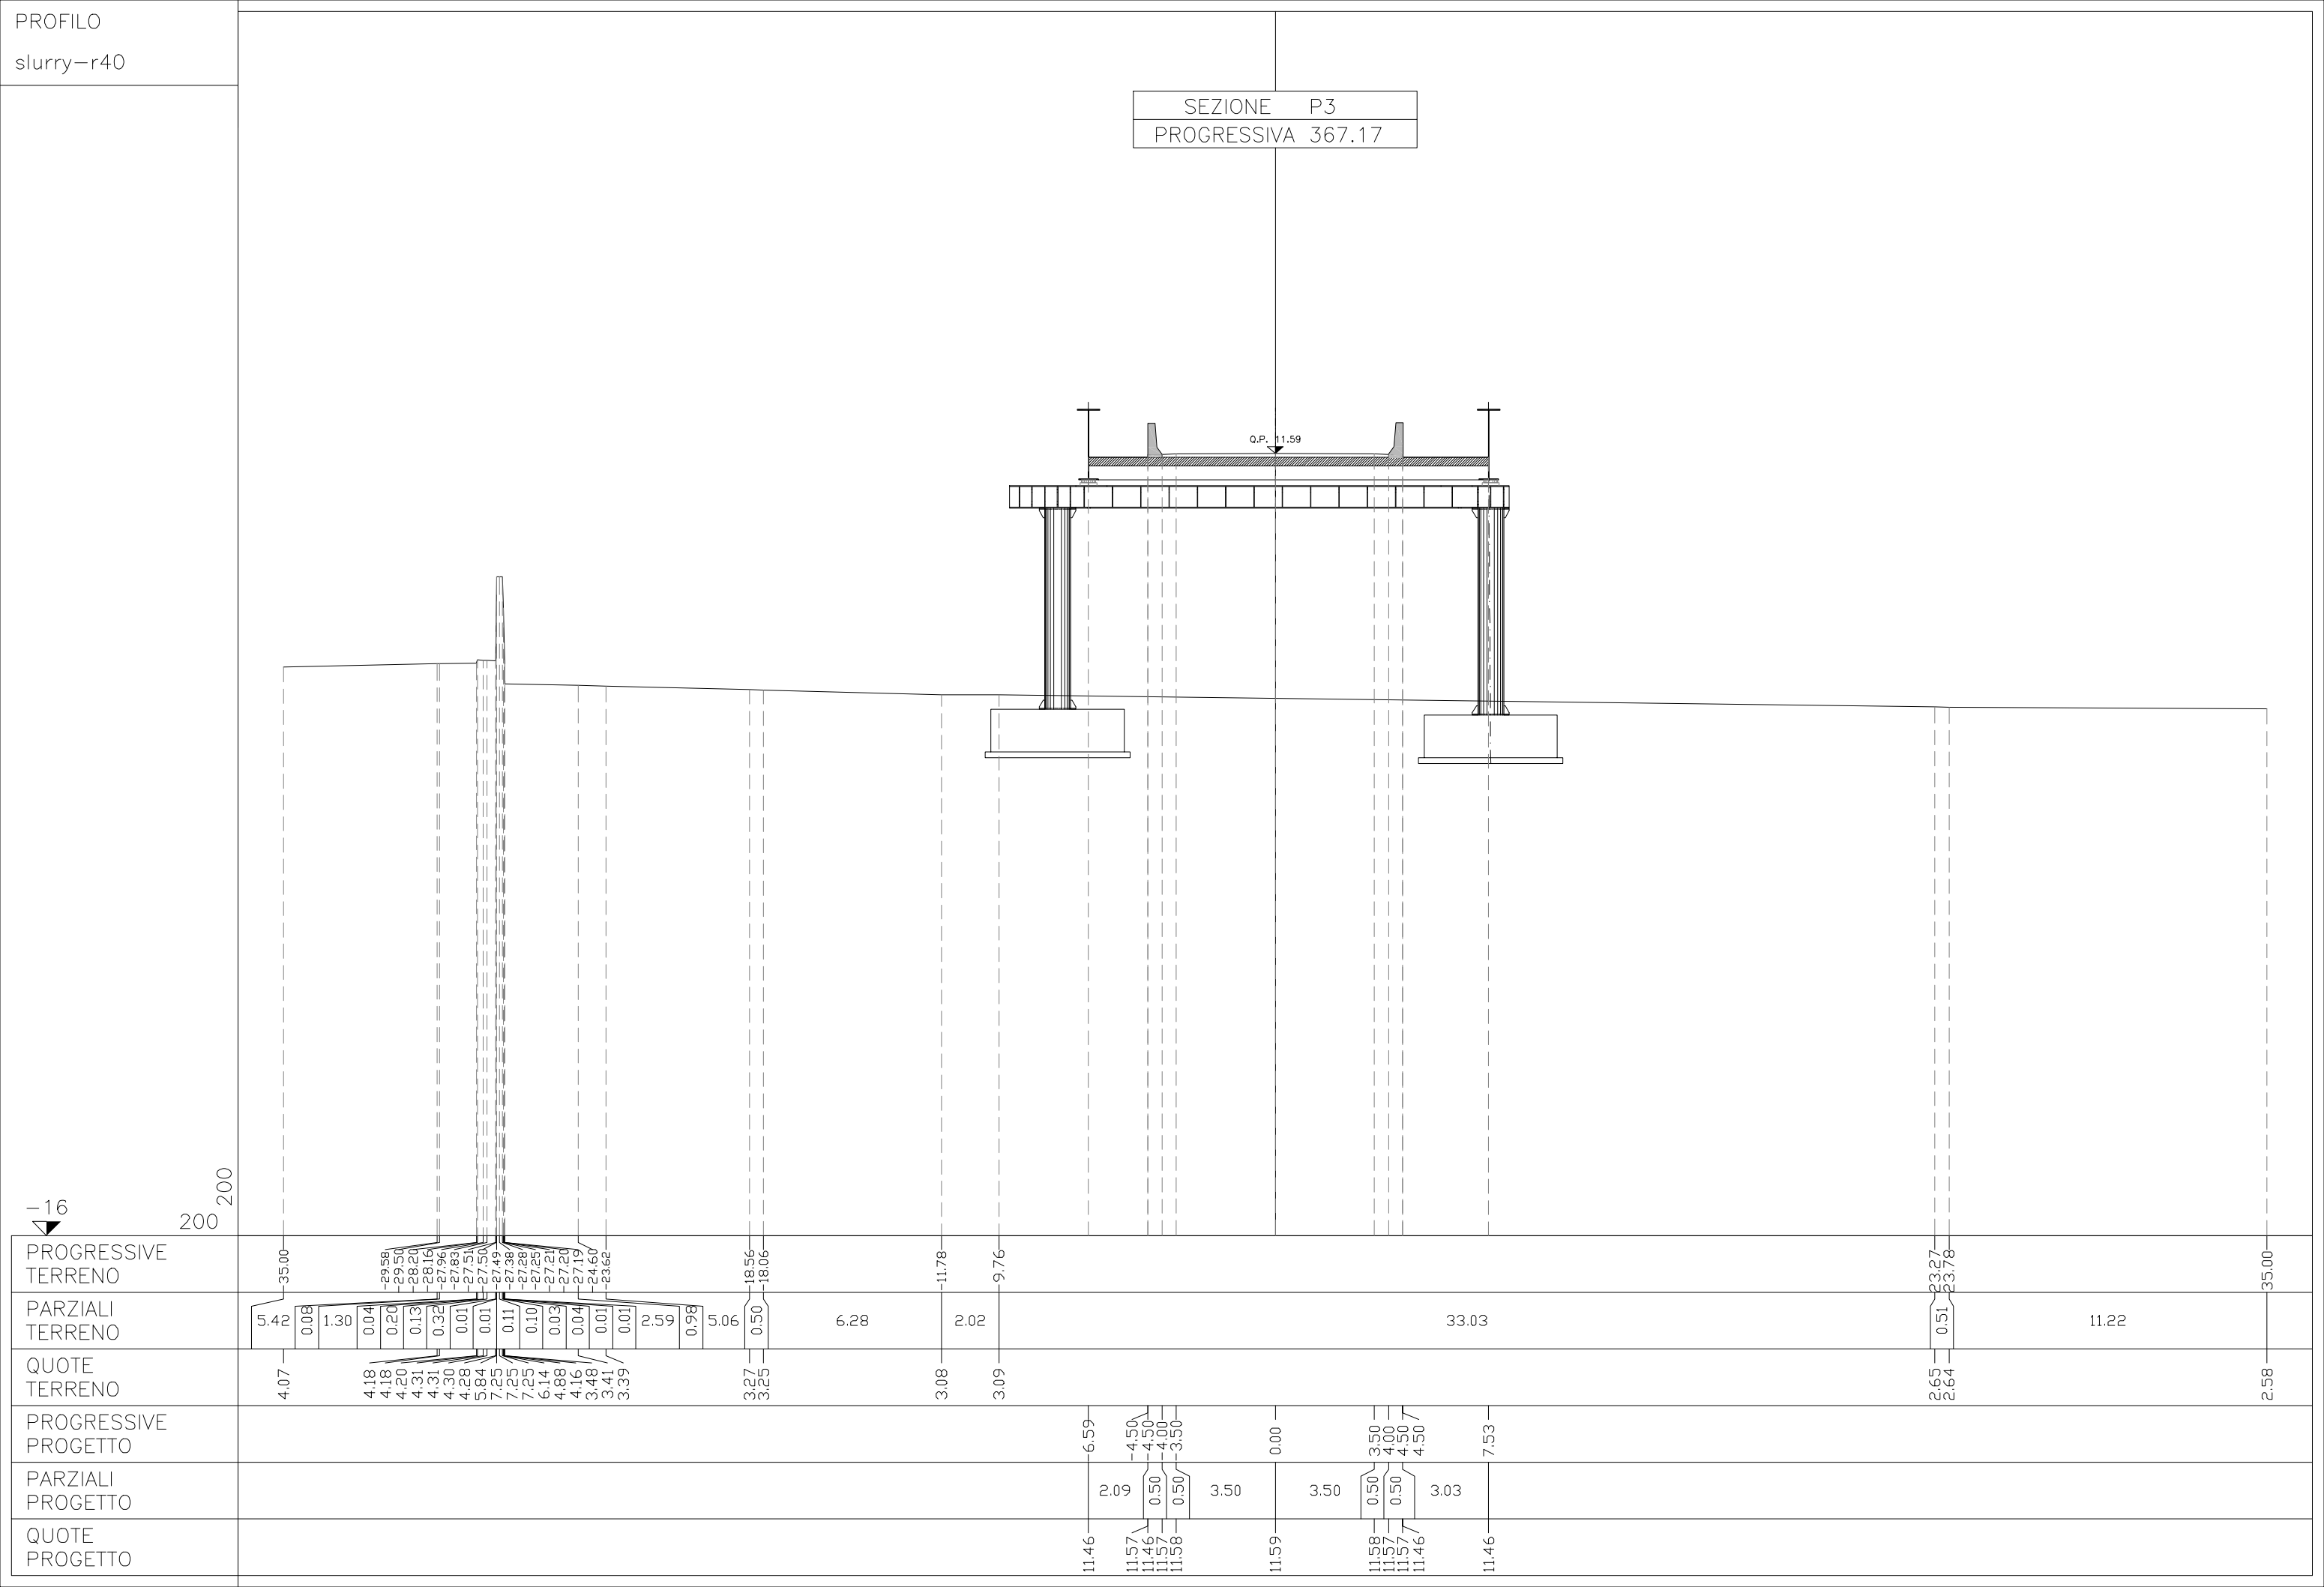 PROFILO
slurry-r40
SEZIONE P3
PROGRESSIVA 367.17
Q.P. 11.59
200
-16
200
PROGRESSIVE TERRENO
-35.00 -29.58 -29.50 -28.20 -28.16 -27.96 -27.83 -27.51 -27.50 -27.49 -27.38 -27.28 -27.25 -27.21 -27.20 -27.19 -24.60 -23.62 -18.56 -18.06 -11.78 -9.76 23.27 23.78 35.00
PARZIALI TERRENO
5.42 0.08 1.30 0.04 0.20 0.13 0.32 0.01 0.01 0.11 0.10 0.03 0.04 0.01 0.01 2.59 0.98 5.06 0.50 6.28 2.02 33.03 0.51 11.22
QUOTE TERRENO
4.07 4.18 4.18 4.20 4.31 4.31 4.30 4.28 5.84 7.25 7.25 7.25 6.14 4.88 4.16 3.48 3.41 3.39 3.27 3.25 3.08 3.09 2.65 2.64 2.58
PROGRESSIVE PROGETTO
-6.59 -4.50 -4.50 -4.00 -3.50 0.00 3.50 4.00 4.50 4.50 7.53
PARZIALI PROGETTO
2.09 0.50 0.50 3.50 3.50 0.50 0.50 3.03
QUOTE PROGETTO
11.46 11.57 11.46 11.57 11.58 11.59 11.58 11.57 11.57 11.46 11.46